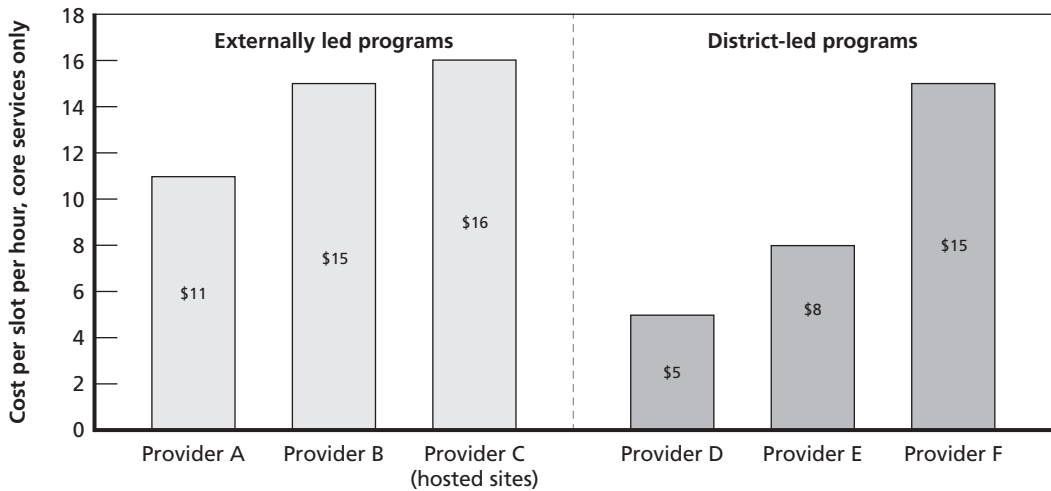 Cost per slot per hour, core services only
18
16
14
12
10
8
6
4
2
0
Externally led programs
District-led programs
$11
$15
$16
$5
$8
$15
Provider A
Provider B
Provider C
(hosted sites)
Provider D
Provider E
Provider F